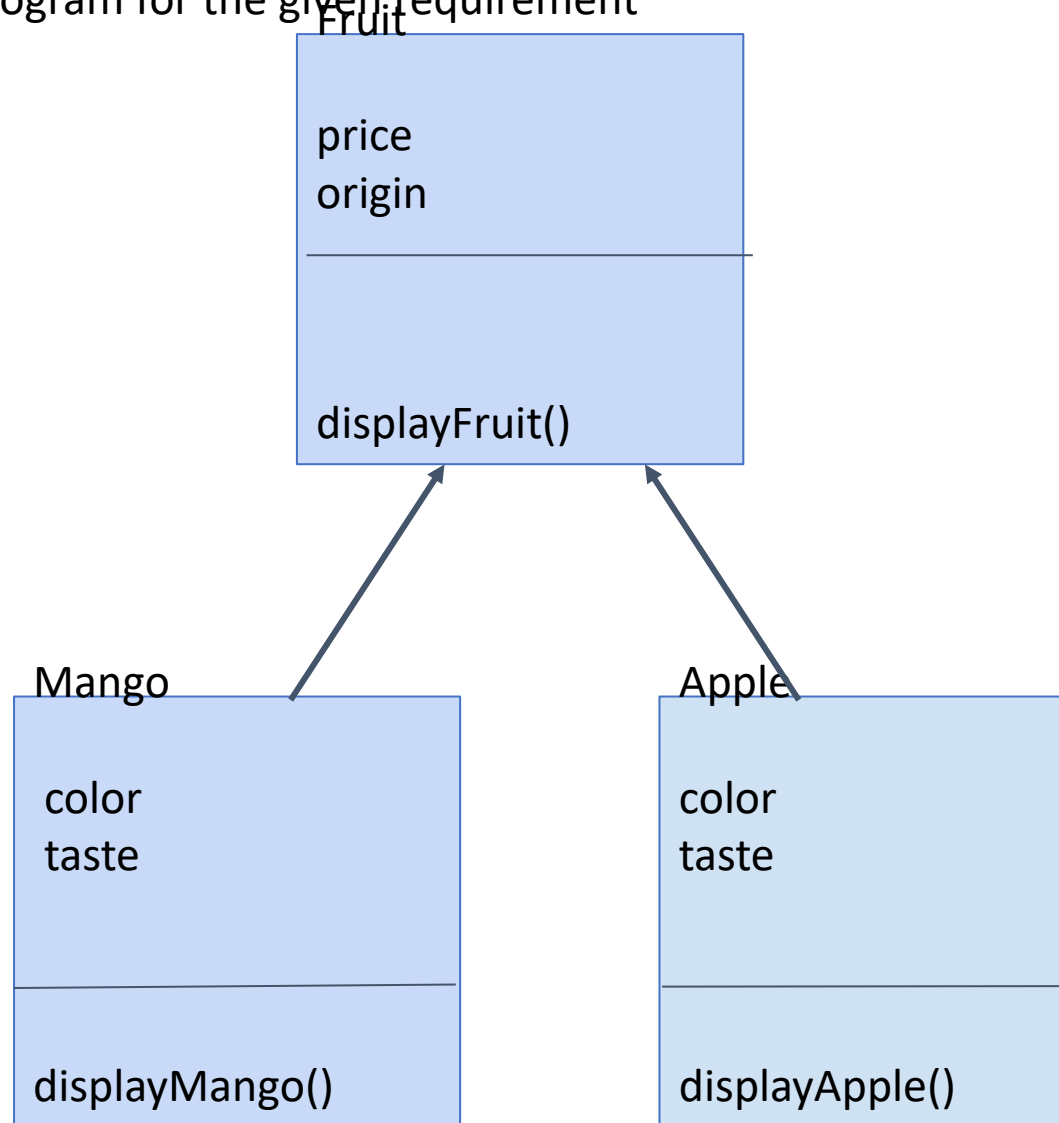 ogram for the given requirement
Fruit
price
origin
displayFruit()
Mango
color
taste
displayMango()
Apple
color
taste
displayApple()